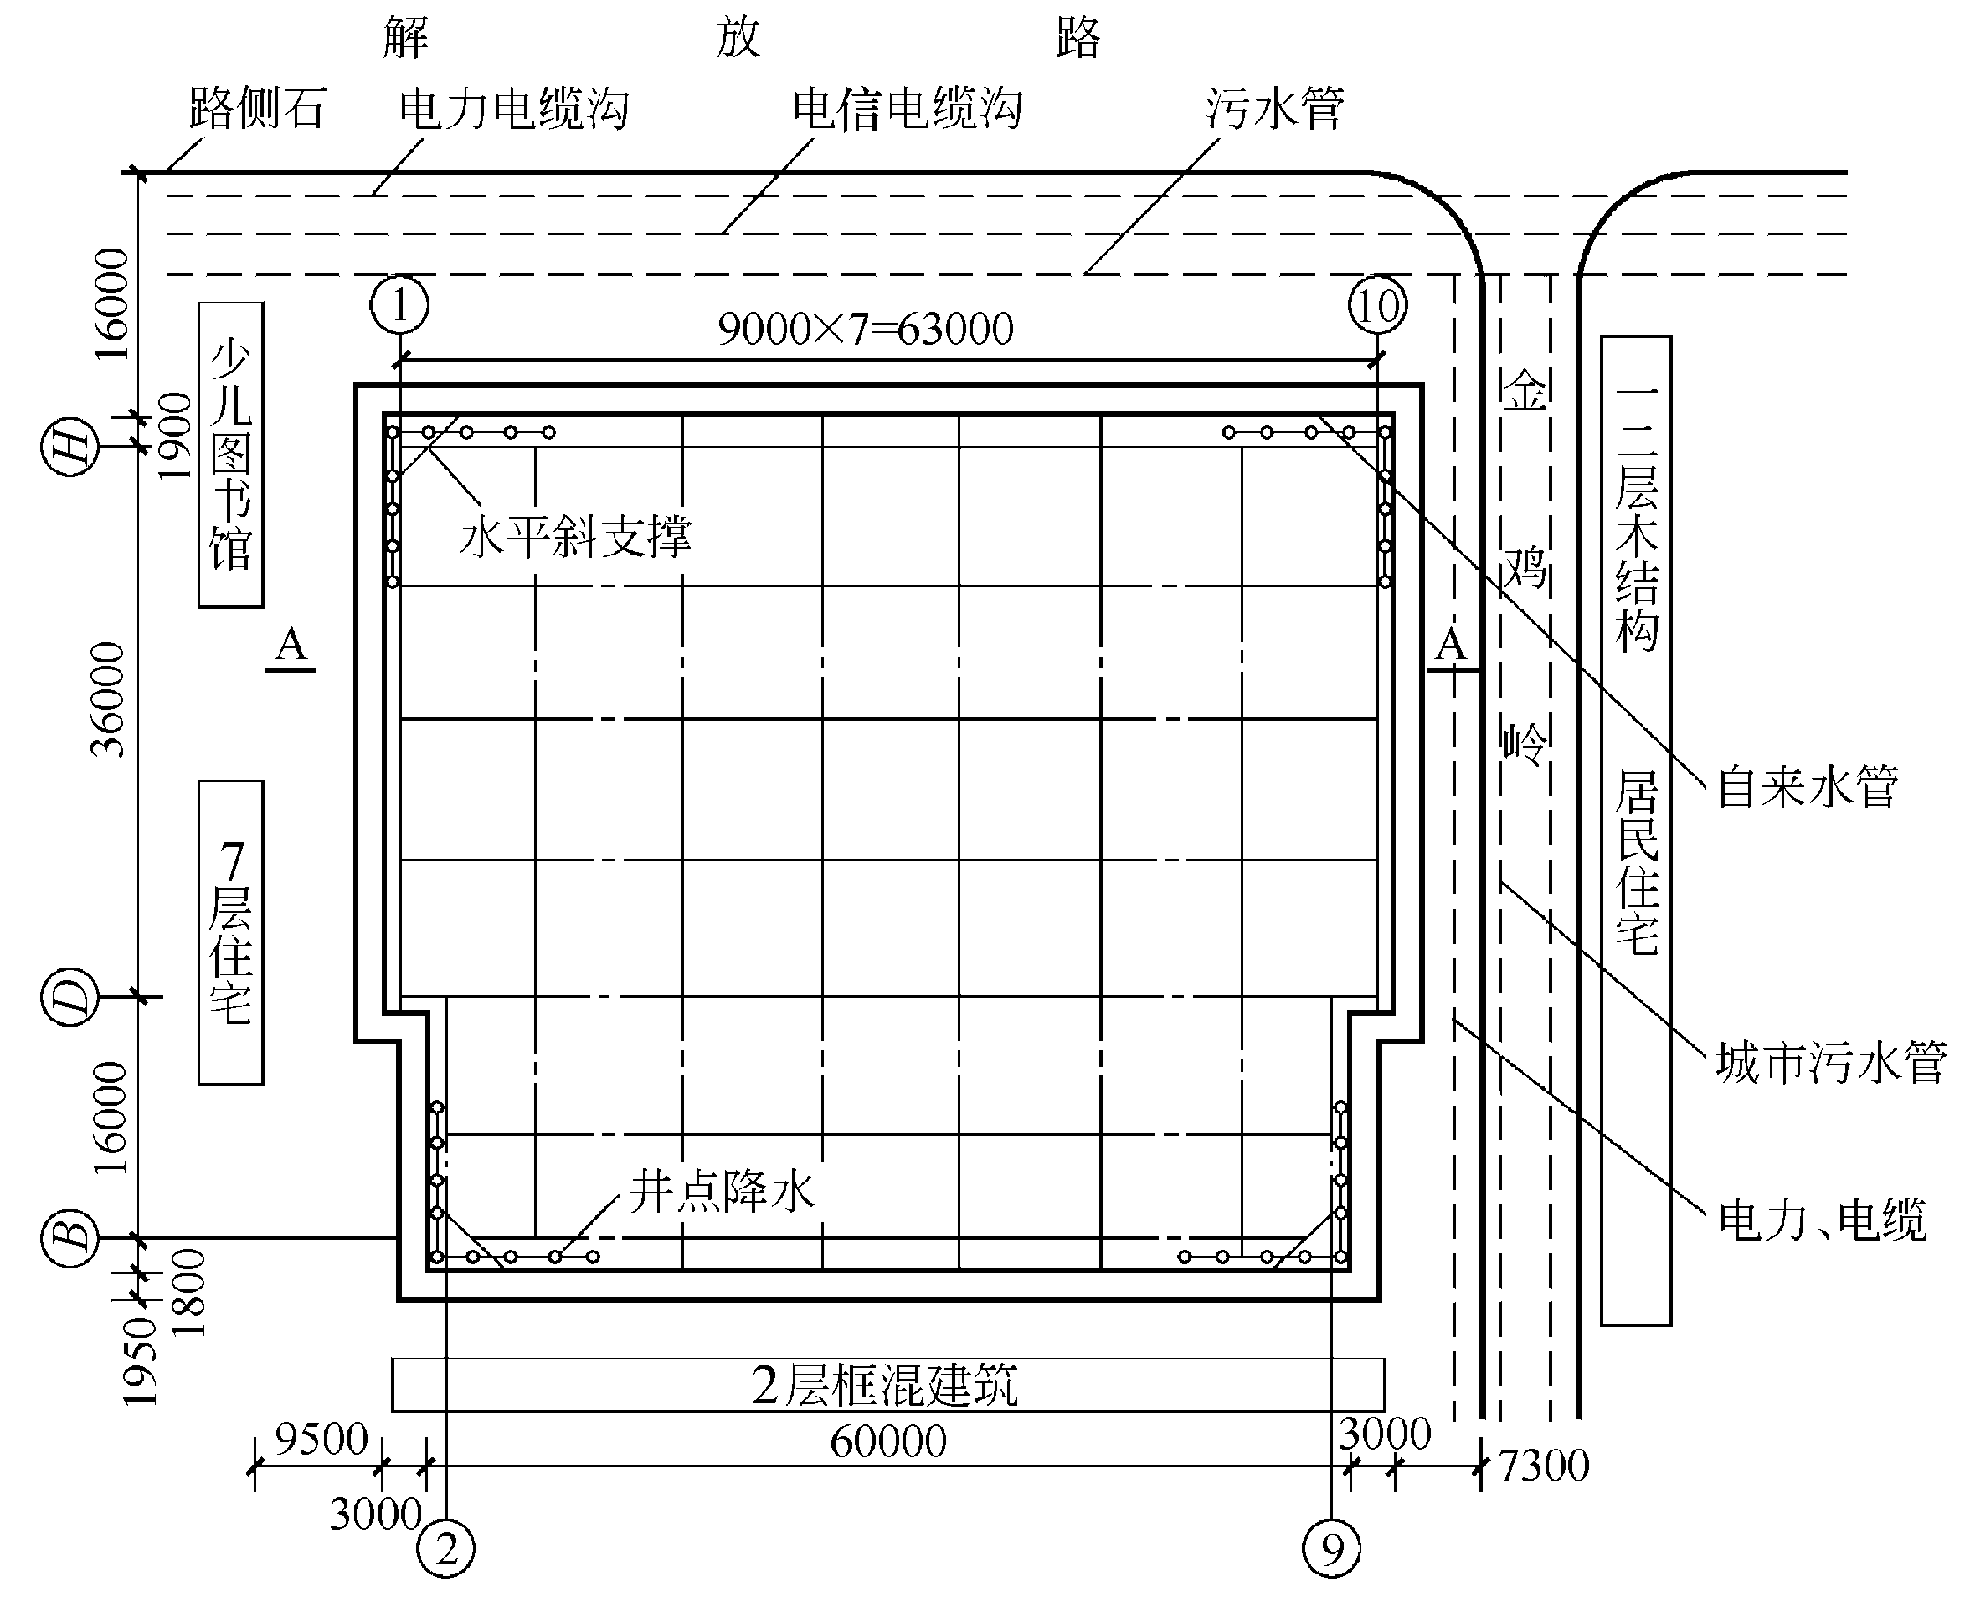 解放路
路侧石
电力电缆沟
电信电缆沟
污水管
16000
1
10
9000×7=63000
少儿图书馆
金鸡岭
一二层木结构
居民住宅
H
1900
水平斜支撑
A
A
36000
自来水管
7层住宅
D
城市污水管
16000
井点降水
电力、电缆
B
1800
1950
2层框混建筑
9500
3000
60000
3000
7300
2
9